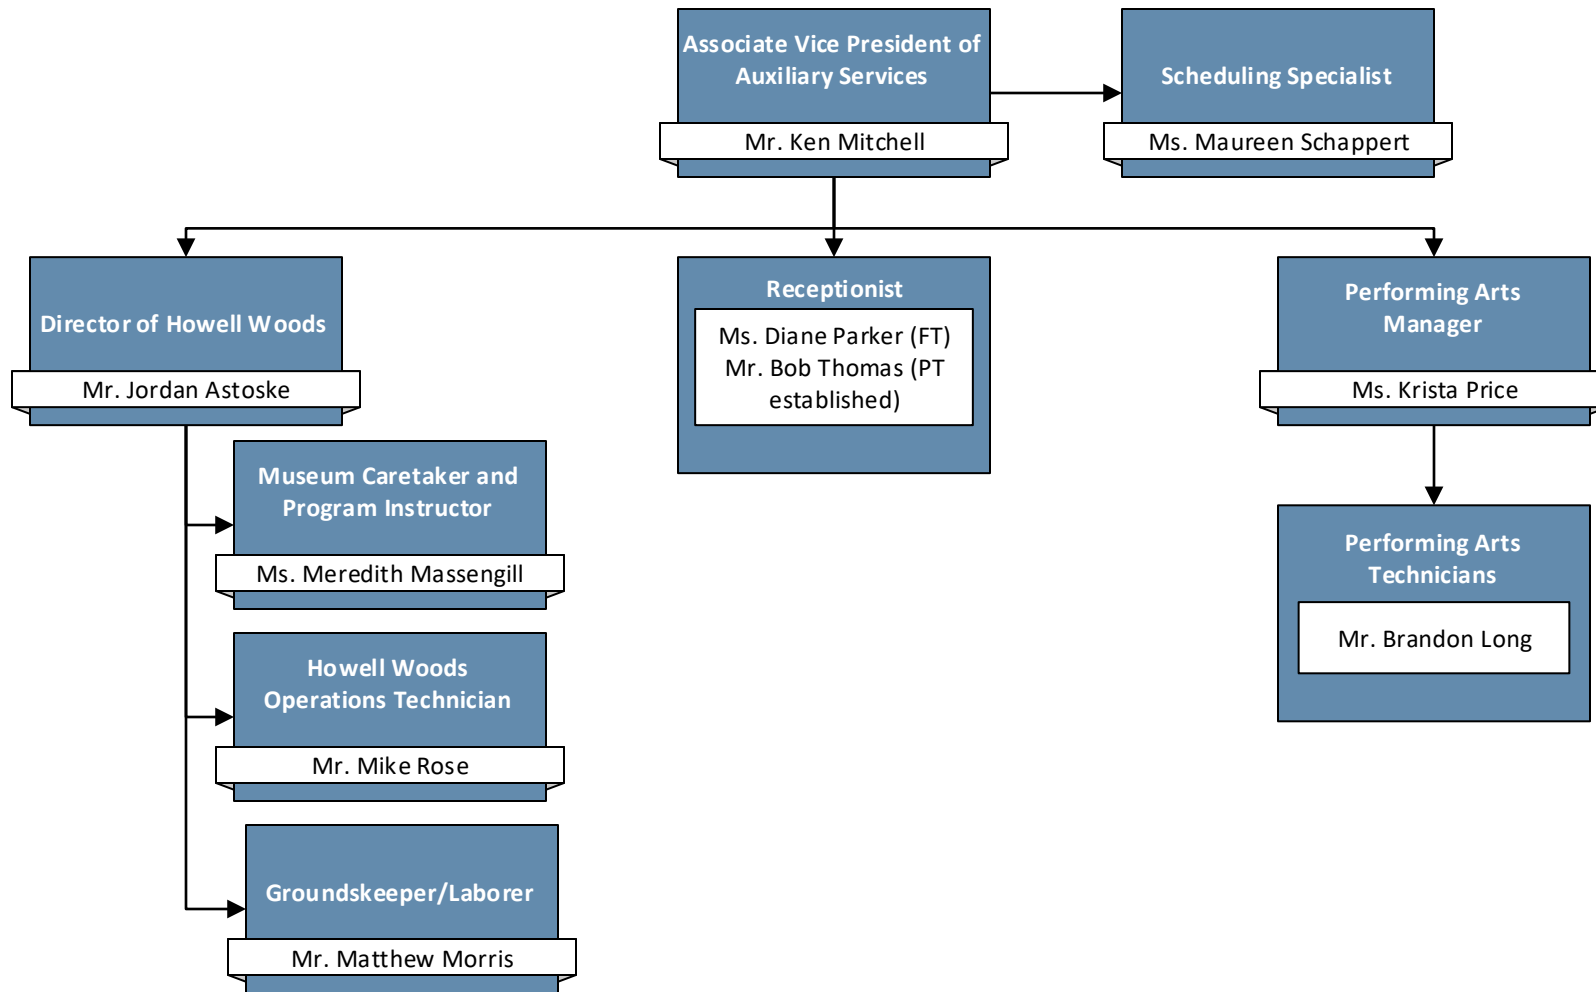 Associate Vice President of
Auxiliary Services
Mr. Ken Mitchell
Scheduling Specialist
Ms. Maureen Schappert
Director of Howell Woods
Mr. Jordan Astoske
Receptionist
Ms. Diane Parker (FT)
Mr. Bob Thomas (PT
established)
Performing Arts
Manager
Ms. Krista Price
Museum Caretaker and
Program Instructor
Ms. Meredith Massengill
Howell Woods
Operations Technician
Mr. Mike Rose
Groundskeeper/Laborer
Mr. Matthew Morris
Performing Arts
Technicians
Mr. Brandon Long